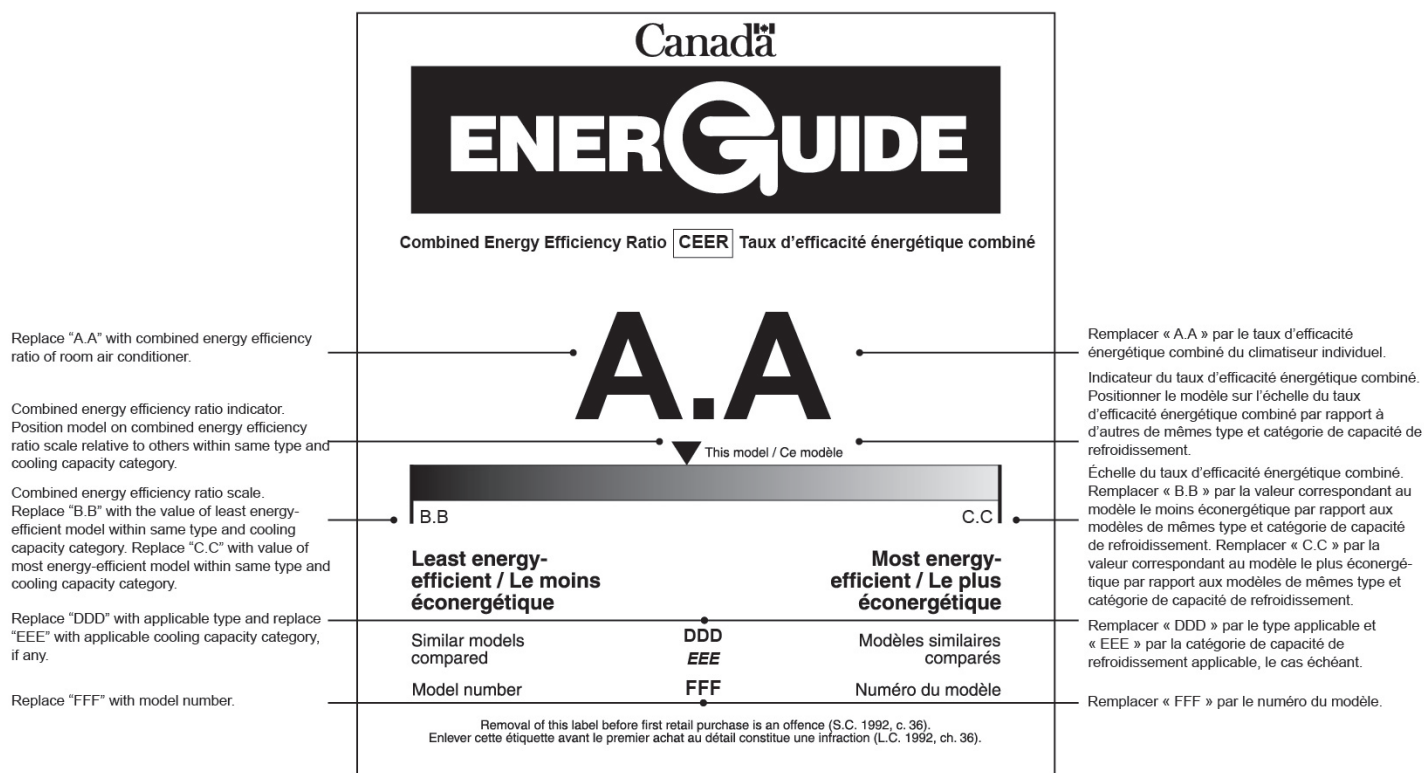 Canada
ENERGUIDE
Combined Energy Efficiency Ratio CEER Taux d'efficacité énergétique combiné
Replace “A.A” with combined energy efficiency
ratio of room air conditioner.
A.A
Remplacer « A.A » par le taux d'efficacité
énergétique combiné du climatiseur individuel.
Combined energy efficiency ratio indicator.
Position model on combined energy efficiency
ratio scale relative to others within same type and
cooling capacity category.
This model / Ce modèle
Indicateur du taux d'efficacité énergétique combiné.
Positionner le modèle sur l'échelle du taux
d'efficacité énergétique combiné par rapport à
d'autres de mêmes type et catégorie de capacité de
refroidissement.
Combined energy efficiency ratio scale.
Replace “B.B” with the value of least energy-
efficient model within same type and cooling
capacity category. Replace “C.C” with value of
most energy-efficient model within same type and
cooling capacity category.
B.B
C.C
Échelle du taux d'efficacité énergétique combiné.
Remplacer « B.B » par la valeur correspondant au
modèle le moins éconergétique par rapport aux
modèles de mêmes type et catégorie de capacité
de refroidissement. Remplacer « C.C » par la
valeur correspondant au modèle le plus éconergé-
tique par rapport aux modèles de mêmes type et
catégorie de capacité de refroidissement.
Least energy-
efficient / Le moins
éconergétique
Most energy-
efficient / Le plus
éconergétique
Replace “DDD” with applicable type and replace
“EEE” with applicable cooling capacity category,
if any.
Similar models
compared
DDD
EEE
Modèles similaires
comparés
Remplacer « DDD » par le type applicable et
« EEE » par la catégorie de capacité de
refroidissement applicable, le cas échéant.
Replace “FFF” with model number.
Model number
FFF
Numéro du modèle
Remplacer « FFF » par le numéro du modèle.
Removal of this label before first retail purchase is an offence (S.C. 1992, c. 36).
Enlever cette étiquette avant le premier achat au détail constitue une infraction (L.C. 1992, ch. 36).